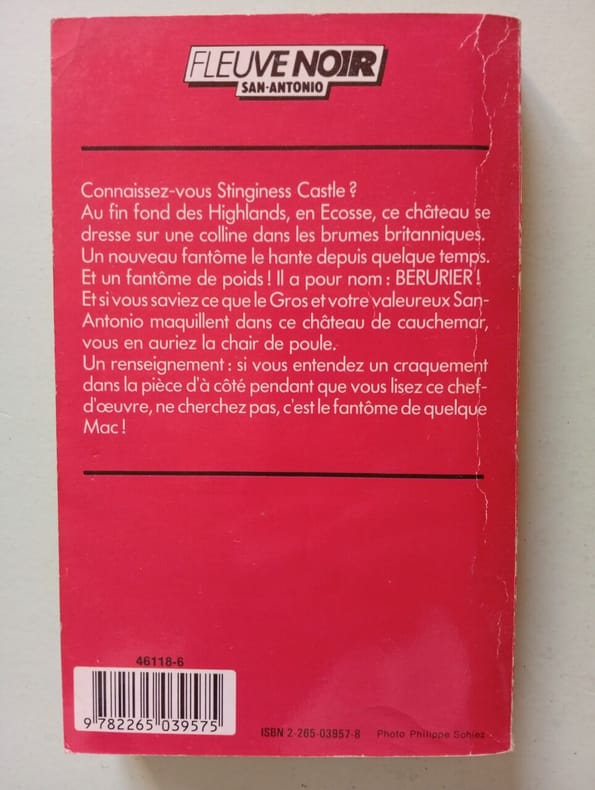 FLEUVE NOIR
SAN-ANTONIO
Connaissez-vous Stinginess Castle ?
Au fin fond des Highlands, en Ecosse, ce château se
dresse sur une colline dans les brumes britanniques.
Un nouveau fantôme le hante depuis quelque temps.
Et un fantôme de poids ! Il a pour nom : BERURIER !
Et si vous saviez ce que le Gros et votre valeureux San-
Antonio maquillent dans ce château de cauchemar,
vous en auriez la chair de poule.
Un renseignement : si vous entendez un craquement
dans la pièce d'à côté pendant que vous lisez ce chef-
d'œuvre, ne cherchez pas, c'est le fantôme de quelque
Mac !
46118-6
9 782265 039575
ISBN 2-265-03957-8 Photo Philippe Sohiez